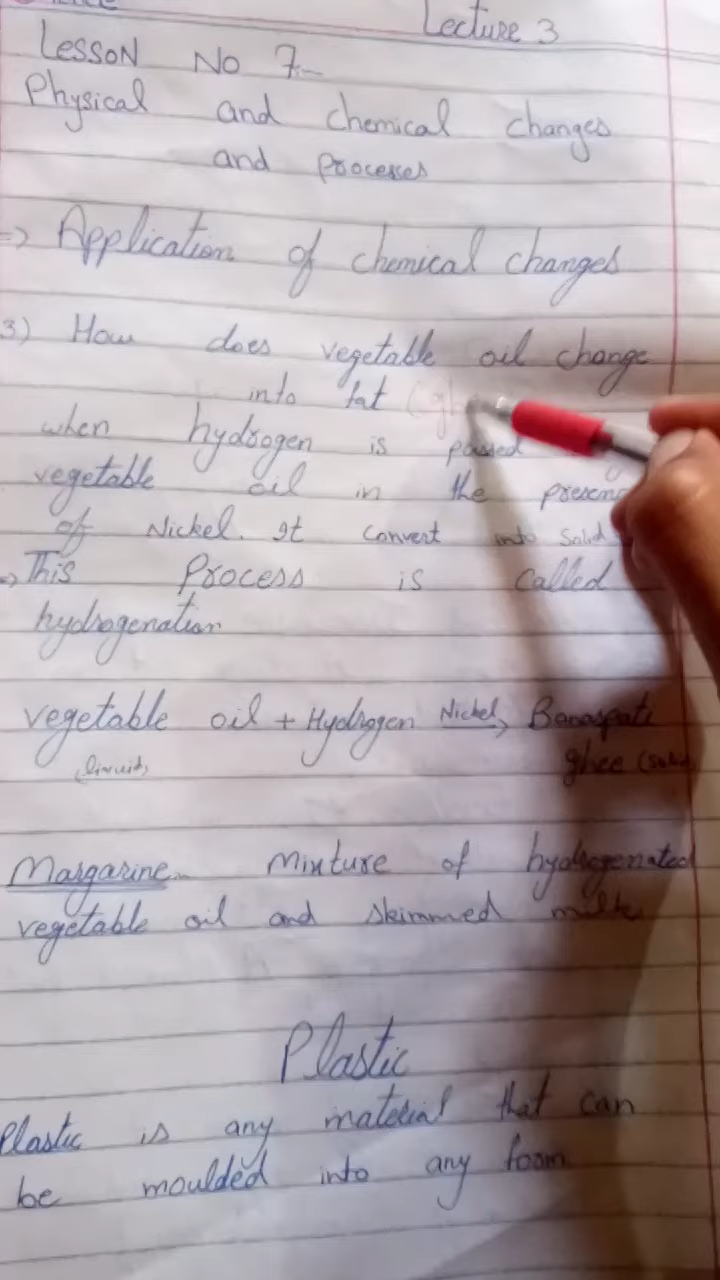 Lecture 3
Lesson No 7
Physical and chemical changes
and processes
=> Application of chemical changes
3) How does vegetable oil change
into fat
when hydrogen is passed
vegetable oil in the
of Nickel. It convert into Solid
=> This Process is called
hydrogenation
vegetable oil + Hydrogen Nickel→ Banaspati
(liquid) ghee (Solid)
Margarine - Mixture of hydrogenated
vegetable oil and skimmed milk
Plastic
Plastic is any material that can
be moulded into any form